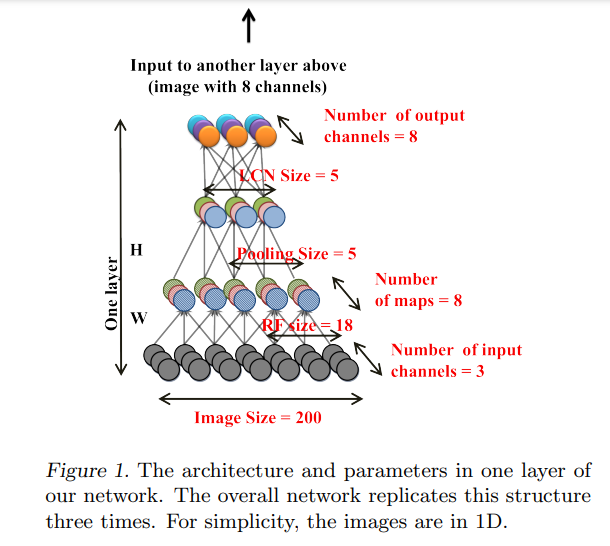 Input to another layer above
(image with 8 channels)
Number of output
channels = 8
LCN Size = 5
H
Pooling Size = 5
Number
of maps = 8
One layer
W
RF size = 18
Number of input
channels = 3
Image Size = 200
Figure 1. The architecture and parameters in one layer of
our network. The overall network replicates this structure
three times. For simplicity, the images are in 1D.